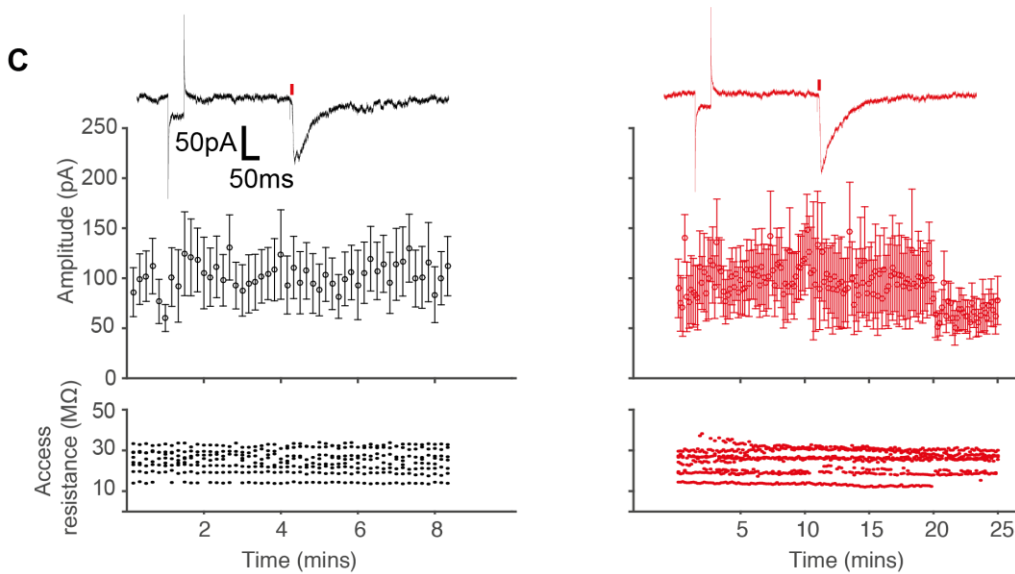 C
50pA
50ms
Amplitude (pA)
250
200
150
100
50
0
Access
resistance (MΩ)
50
30
10
2 4 6 8
Time (mins)
5 10 15 20 25
Time (mins)